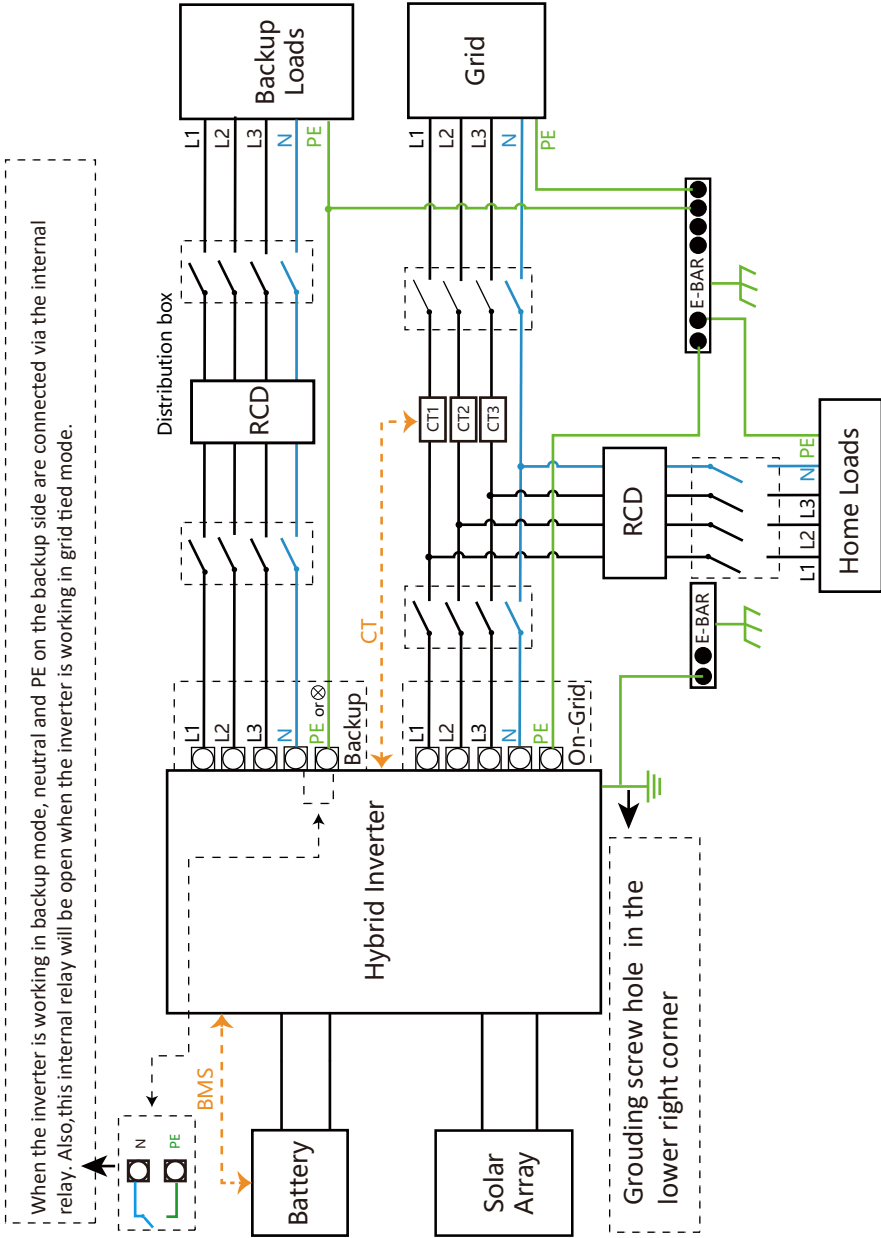 When the inverter is working in backup mode, neutral and PE on the backup side are connected via the internal
relay. Also,this internal relay will be open when the inverter is working in grid tied mode.
N
PE
BMS
Battery
Solar
Array
Hybrid Inverter
Grouding screw hole in the
lower right corner
L1
L2
L3
N
PE or
Backup
L1
L2
L3
N
PE
On-Grid
CT
Distribution box
RCD
L1
L2
L3
N
PE
Backup
Loads
CT1
CT2
CT3
L1
L2
L3
N
PE
Grid
E-BAR
E-BAR
RCD
L1
L2
L3
N
PE
Home Loads